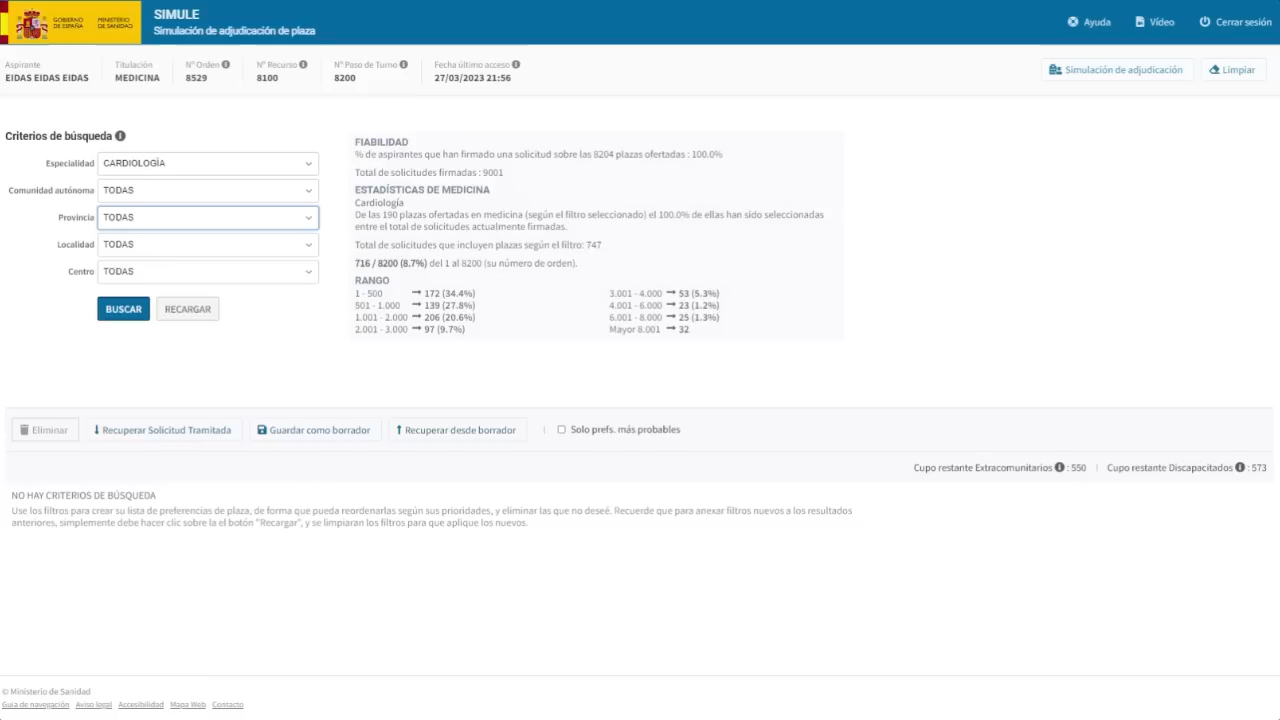 GOBIERNO DE ESPAÑA
MINISTERIO DE SANIDAD
SIMULE
Simulación de adjudicación de plaza
Ayuda
Vídeo
Cerrar sesión
Aspirante
EIDAS EIDAS EIDAS
Titulación
MEDICINA
Nº Orden
8529
Nº Recurso
8100
Nº Paso de Turno
8200
Fecha último acceso
27/03/2023 21:56
Simulación de adjudicación
Limpiar
Criterios de búsqueda
Especialidad CARDIOLOGÍA
Comunidad autónoma TODAS
Provincia TODAS
Localidad TODAS
Centro TODAS
BUSCAR RECARGAR
FIABILIDAD
% de aspirantes que han firmado una solicitud sobre las 8204 plazas ofertadas : 100.0%
Total de solicitudes firmadas : 9001
ESTADÍSTICAS DE MEDICINA
Cardiología
De las 190 plazas ofertadas en medicina (según el filtro seleccionado) el 100.0% de ellas han sido seleccionadas
entre el total de solicitudes actualmente firmadas.
Total de solicitudes que incluyen plazas según el filtro: 747
716 / 8200 (8.7%) del 1 al 8200 (su número de orden).
RANGO
1 - 500 → 172 (34.4%)
501 - 1.000 → 139 (27.8%)
1.001 - 2.000 → 206 (20.6%)
2.001 - 3.000 → 97 (9.7%)
3.001 - 4.000 → 53 (5.3%)
4.001 - 6.000 → 23 (1.2%)
6.001 - 8.000 → 25 (1.3%)
Mayor 8.001 → 32
Eliminar
Recuperar Solicitud Tramitada
Guardar como borrador
Recuperar desde borrador
Solo prefs. más probables
Cupo restante Extracomunitarios : 550 | Cupo restante Discapacitados : 573
NO HAY CRITERIOS DE BÚSQUEDA
Use los filtros para crear su lista de preferencias de plaza, de forma que pueda reordenarlas según sus prioridades, y eliminar las que no deseé. Recuerde que para anexar filtros nuevos a los resultados
anteriores, simplemente debe hacer clic sobre la el botón "Recargar", y se limpiaran los filtros para que aplique los nuevos.
© Ministerio de Sanidad
Guia de navegación Aviso legal Accesibilidad Mapa Web Contacto